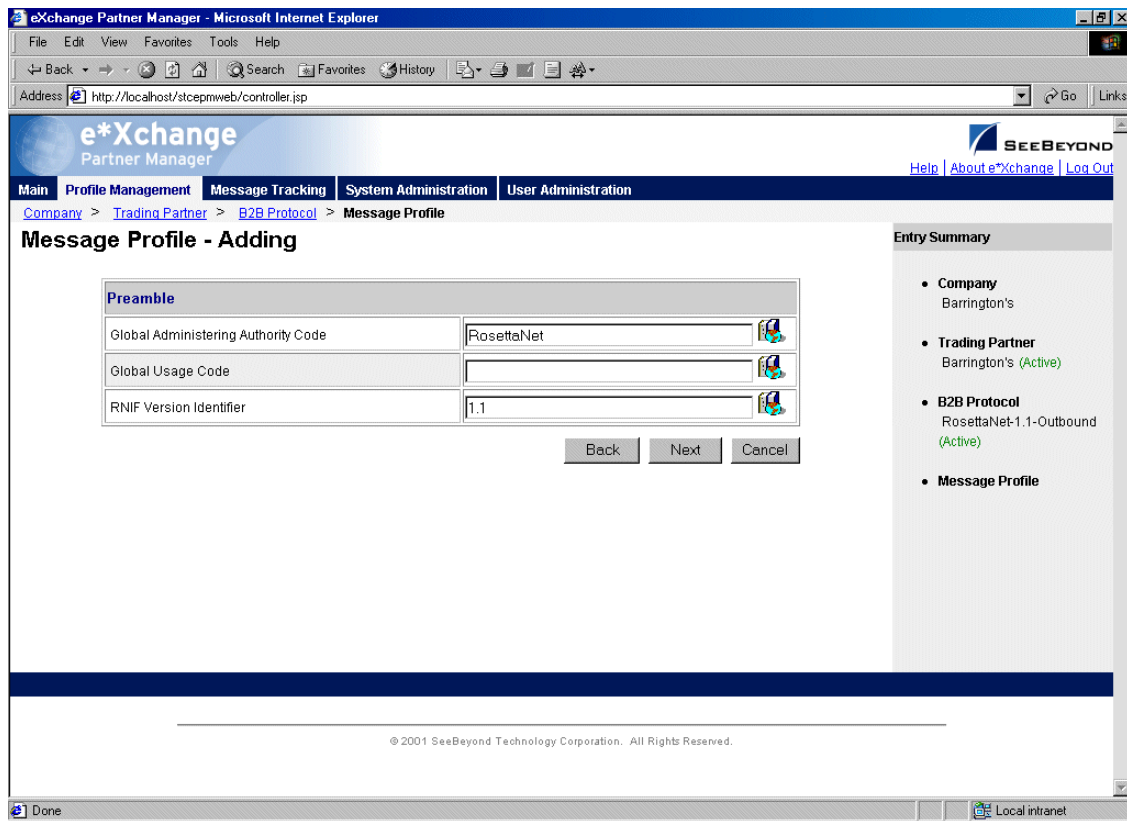 eXchange Partner Manager - Microsoft Internet Explorer
File Edit View Favorites Tools Help
Back Search Favorites History
Address http://localhost/stcepmweb/controller.jsp Go Links
e*Xchange
Partner Manager
SEEBEYOND
Help | About e*Xchange | Log Out
Main Profile Management Message Tracking System Administration User Administration
Company > Trading Partner > B2B Protocol > Message Profile
Message Profile - Adding
Preamble
Global Administering Authority Code RosettaNet
Global Usage Code
RNIF Version Identifier 1.1
Back Next Cancel
Entry Summary
• Company
Barrington's
• Trading Partner
Barrington's (Active)
• B2B Protocol
RosettaNet-1.1-Outbound
(Active)
• Message Profile
© 2001 SeeBeyond Technology Corporation. All Rights Reserved.
Done Local intranet